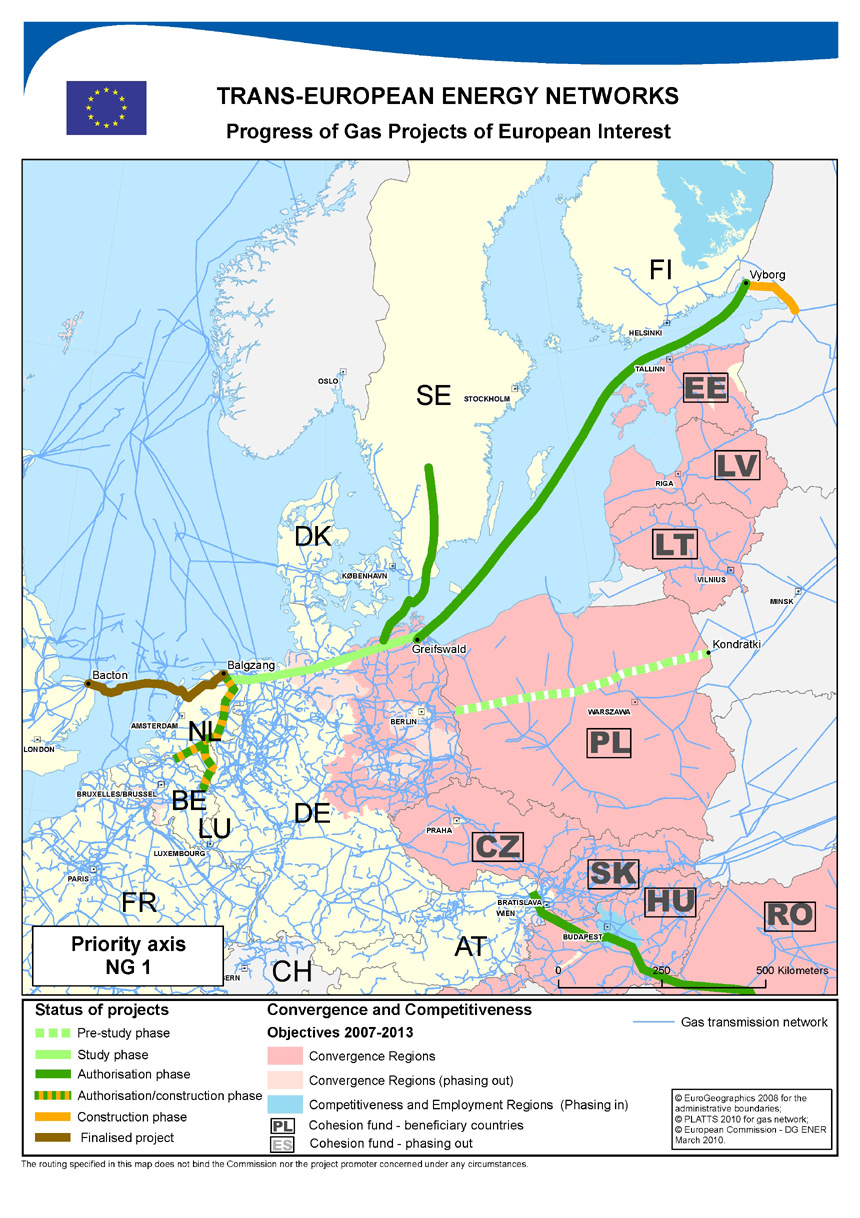 TRANS-EUROPEAN ENERGY NETWORKS
Progress of Gas Projects of European Interest
FI
Vyborg
HELSINKI
TALLINN
OSLO
SE
STOCKHOLM
EE
LV
RIGA
DK
LT
KØBENHAVN
VILNIUS
MINSK
Greifswald
Kondratki
Balgzang
Bacton
AMSTERDAM
NL
BERLIN
WARSZAWA
PL
LONDON
BRUXELLES/BRUSSEL
BE
DE
LU
PRAHA
CZ
LUXEMBOURG
PARIS
SK
FR
BRATISLAVA
WIEN
HU
RO
BUDAPEST
AT
Priority axis
NG 1
ERN
CH
0 250 500 Kilometers
Status of projects
Pre-study phase
Study phase
Authorisation phase
Authorisation/construction phase
Construction phase
Finalised project
Convergence and Competitiveness
Objectives 2007-2013
Convergence Regions
Convergence Regions (phasing out)
Competitiveness and Employment Regions (Phasing in)
PL Cohesion fund - beneficiary countries
ES Cohesion fund - phasing out
Gas transmission network
© EuroGeographics 2008 for the
administrative boundaries;
© PLATTS 2010 for gas network;
© European Commission - DG ENER
March 2010.
The routing specified in this map does not bind the Commission nor the project promoter concerned under any circumstances.